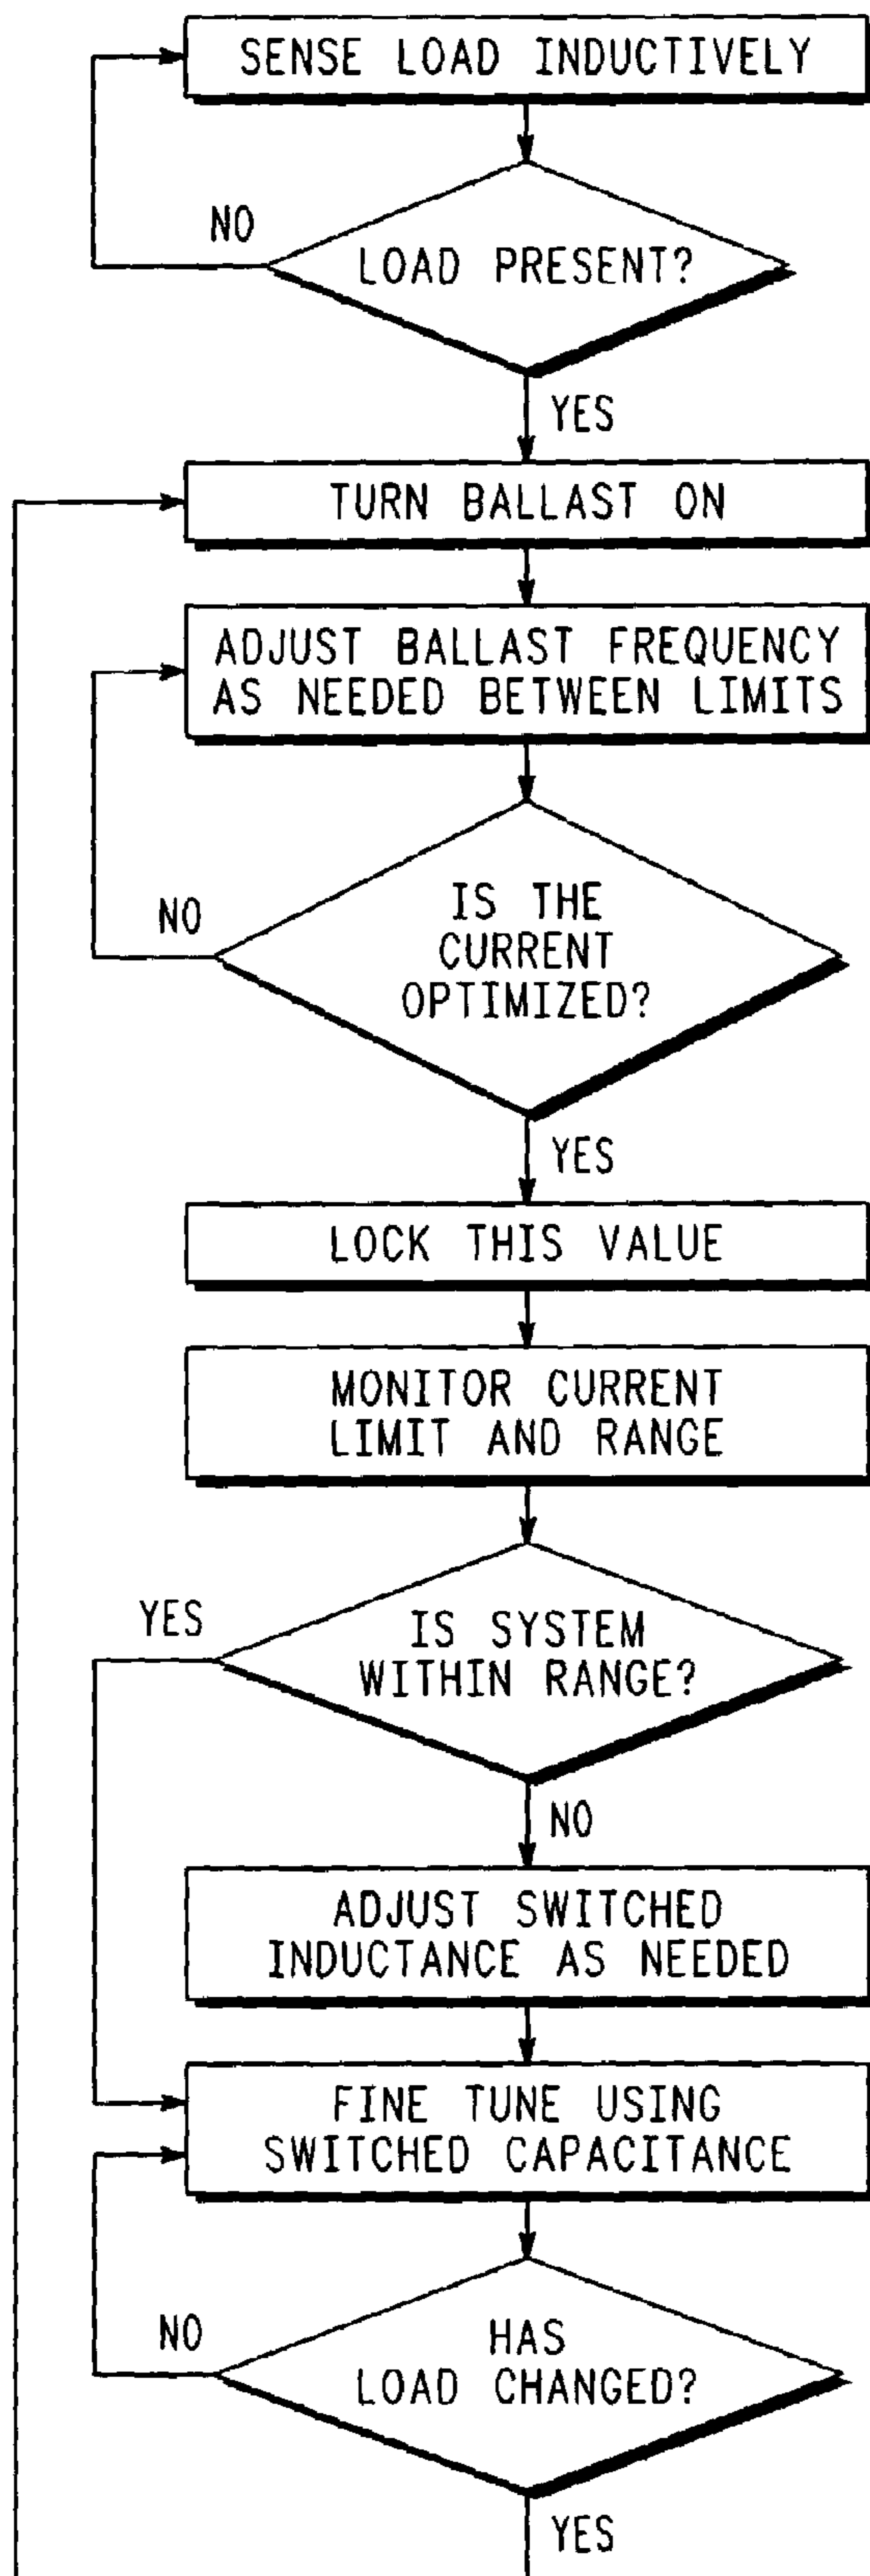 SENSE LOAD INDUCTIVELY
NO
LOAD PRESENT?
YES
TURN BALLAST ON
ADJUST BALLAST FREQUENCY
AS NEEDED BETWEEN LIMITS
NO
IS THE
CURRENT
OPTIMIZED?
YES
LOCK THIS VALUE
MONITOR CURRENT
LIMIT AND RANGE
YES
IS SYSTEM
WITHIN RANGE?
NO
ADJUST SWITCHED
INDUCTANCE AS NEEDED
FINE TUNE USING
SWITCHED CAPACITANCE
NO
HAS
LOAD CHANGED?
YES